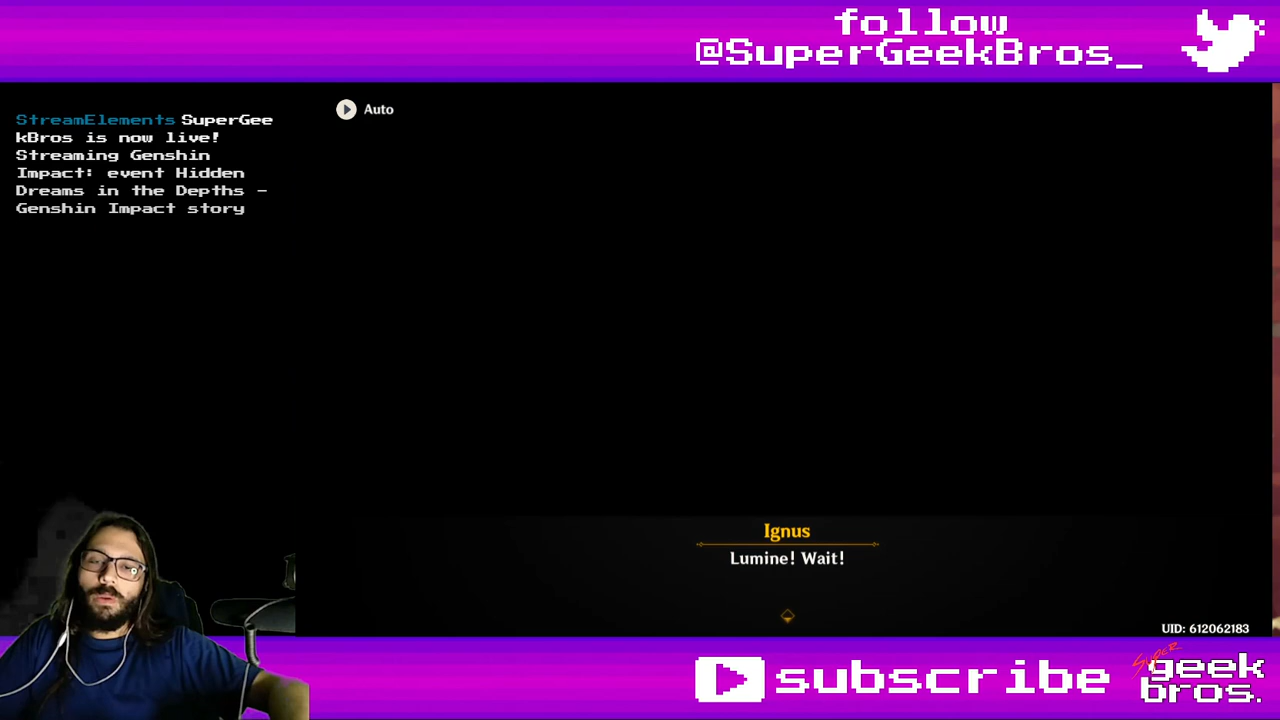 follow
@SuperGeekBros_
Auto
StreamElements SuperGee
kBros is now live!
Streaming Genshin
Impact: event Hidden
Dreams in the Depths -
Genshin Impact story
Ignus
Lumine! Wait!
UID: 612062183
subscribe
super
geek
bros.